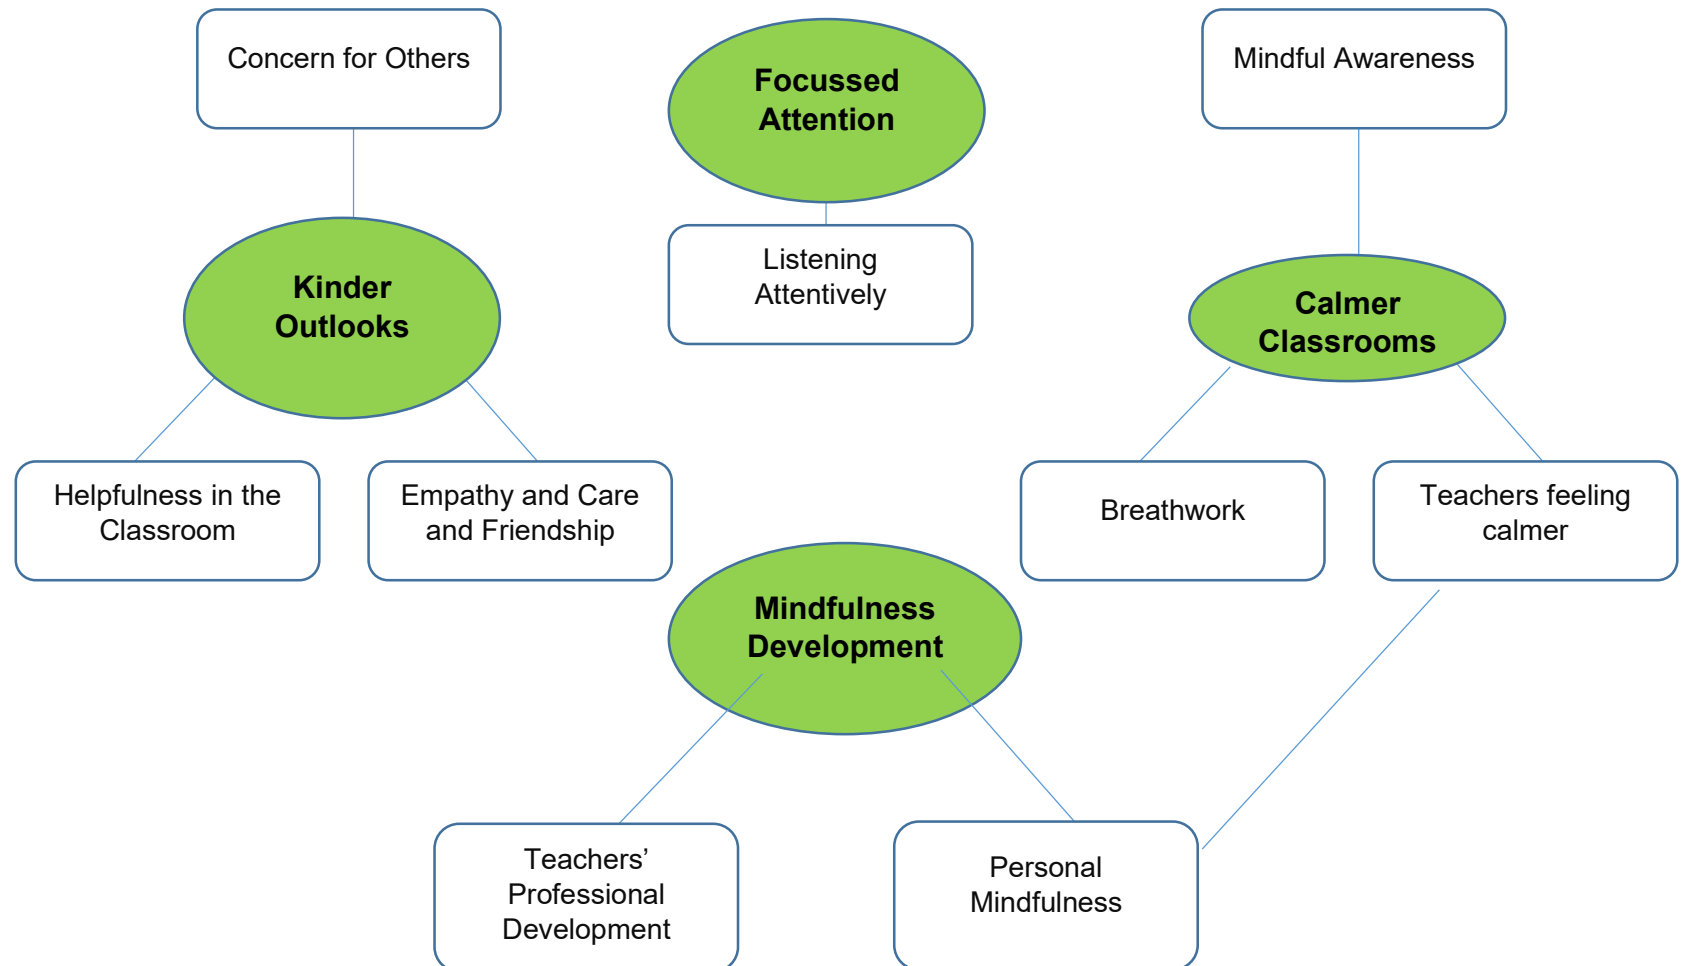 Concern for Others
Focussed
Attention
Mindful Awareness
Listening
Attentively
Kinder
Outlooks
Calmer
Classrooms
Helpfulness in the
Classroom
Empathy and Care
and Friendship
Breathwork
Teachers feeling
calmer
Mindfulness
Development
Teachers’
Professional
Development
Personal
Mindfulness